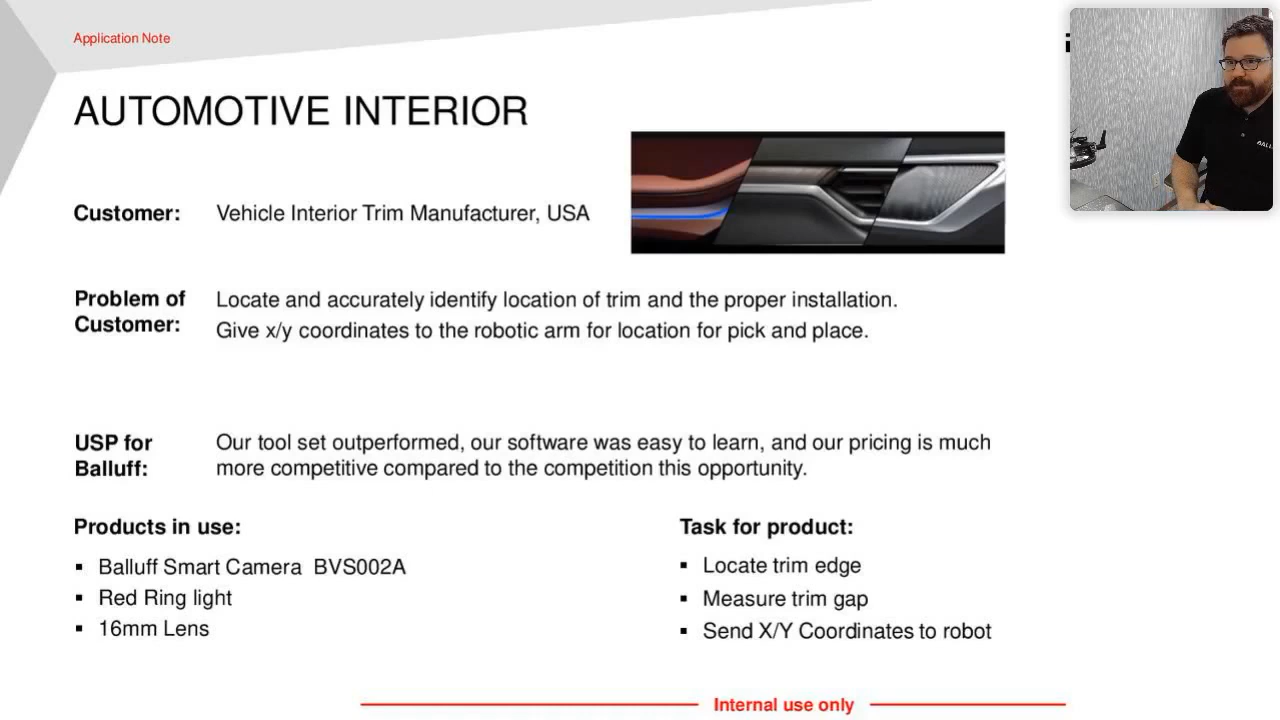 Application Note
AUTOMOTIVE INTERIOR
Customer: Vehicle Interior Trim Manufacturer, USA
Problem of Customer: Locate and accurately identify location of trim and the proper installation.
Give x/y coordinates to the robotic arm for location for pick and place.
USP for Balluff: Our tool set outperformed, our software was easy to learn, and our pricing is much
more competitive compared to the competition this opportunity.
Products in use:
▪ Balluff Smart Camera BVS002A
▪ Red Ring light
▪ 16mm Lens
Task for product:
▪ Locate trim edge
▪ Measure trim gap
▪ Send X/Y Coordinates to robot
Internal use only